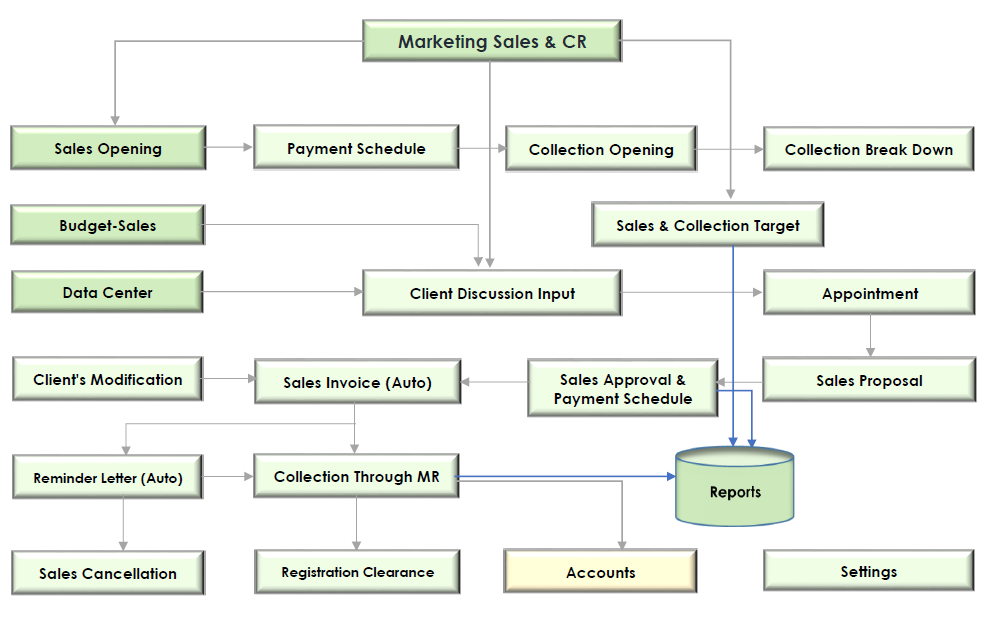 Marketing Sales & CR
Sales Opening
Payment Schedule
Collection Opening
Collection Break Down
Budget-Sales
Sales & Collection Target
Data Center
Client Discussion Input
Appointment
Client's Modification
Sales Invoice (Auto)
Sales Approval &
Payment Schedule
Sales Proposal
Reminder Letter (Auto)
Collection Through MR
Reports
Sales Cancellation
Registration Clearance
Accounts
Settings